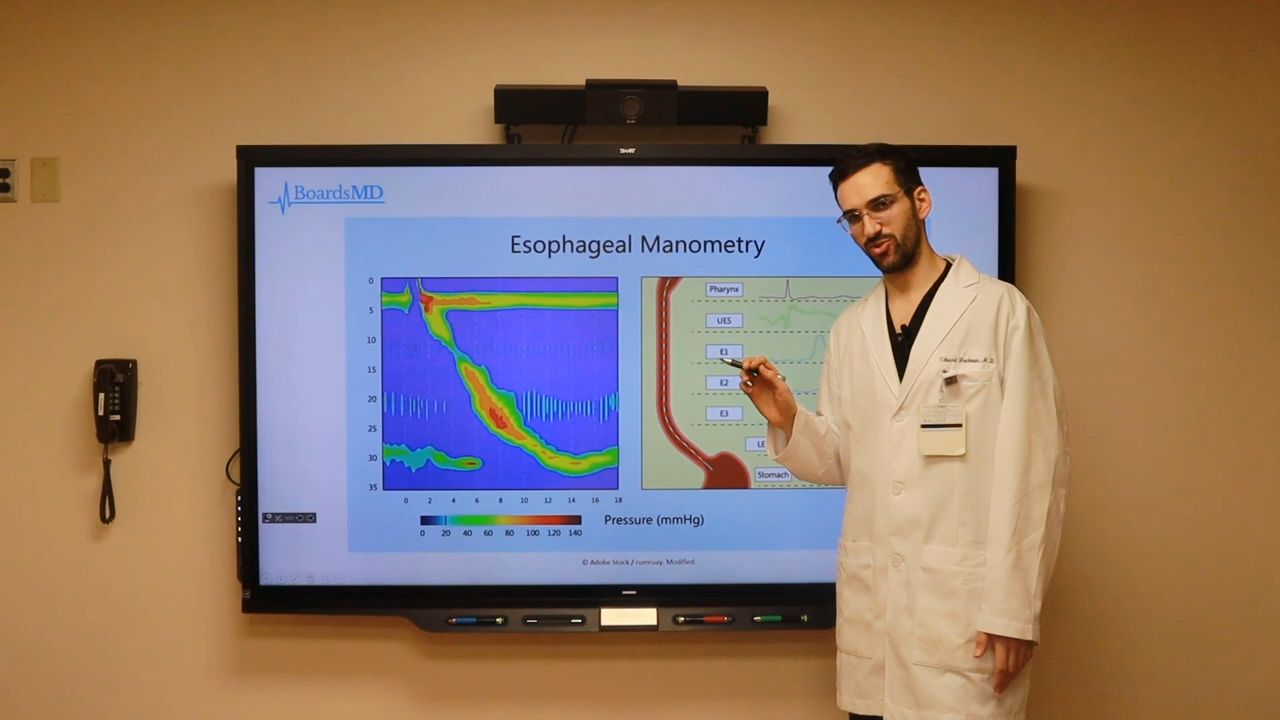 SMART
BoardsMD
Esophageal Manometry
0
5
10
15
20
25
30
35
0 2 4 6 8 10 12 14 16 18
0 20 40 60 80 100 120 140
Pressure (mmHg)
Pharynx
UES
E1
E2
E3
LE
Stomach
© Adobe Stock / rumruay. Modified.